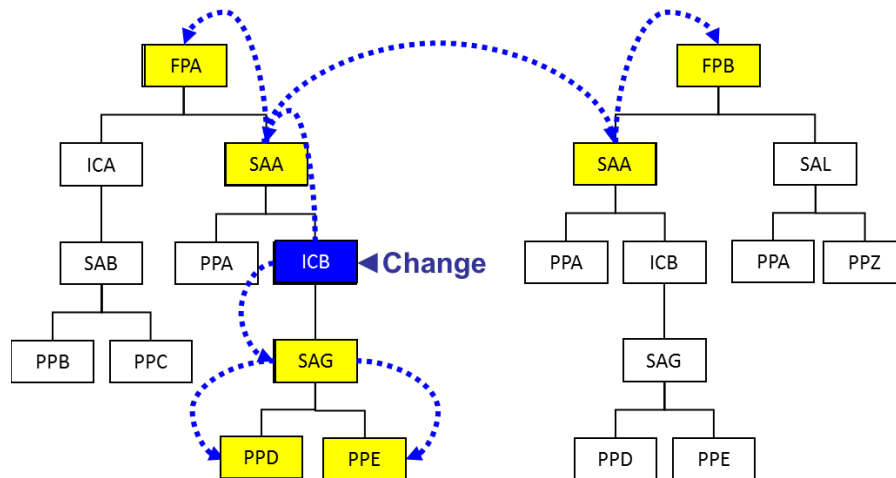 FPA
FPB
ICA
SAA
SAA
SAL
PPA
ICB
Change
PPA
ICB
PPA
PPZ
SAB
PPB
PPC
SAG
SAG
PPD
PPE
PPD
PPE